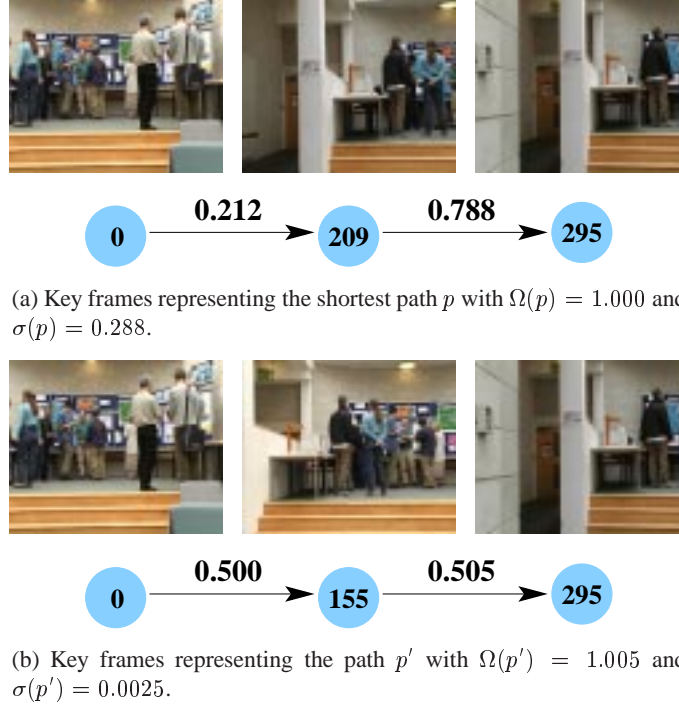 0.212 0.788
0 209 295
(a) Key frames representing the shortest path p with Ω(p) = 1.000 and
σ(p) = 0.288.
0.500 0.505
0 155 295
(b) Key frames representing the path p′ with Ω(p′) = 1.005 and
σ(p′) = 0.0025.